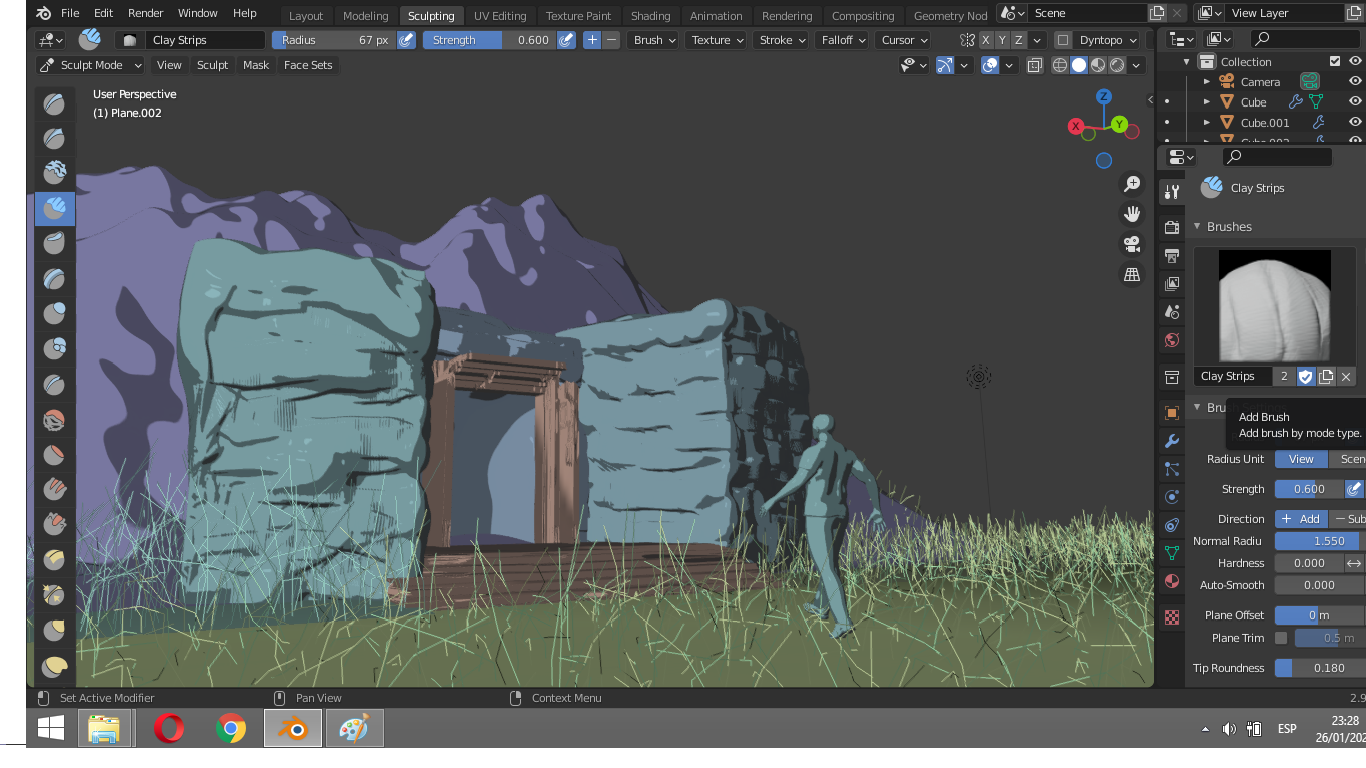 File Edit Render Window Help Layout Modeling Sculpting UV Editing Texture Paint Shading Animation Rendering Compositing Geometry Nod Scene View Layer
Clay Strips Radius 67 px Strength 0.600 Brush Texture Stroke Falloff Cursor X Y Z Dyntopo
Sculpt Mode View Sculpt Mask Face Sets
User Perspective
(1) Plane.002
Z
X Y
Collection
Camera
Cube
Cube.001
Clay Strips
Brushes
Clay Strips 2
Add Brush
Add brush by mode type.
Radius Unit View Scen
Strength 0.600
Direction + Add — Sub
Normal Radiu 1.550
Hardness 0.000
Auto-Smooth 0.000
Plane Offset 0 m
Plane Trim 0.5 m
Tip Roundness 0.180
Set Active Modifier Pan View Context Menu 2.9
ESP
23:28
26/01/202